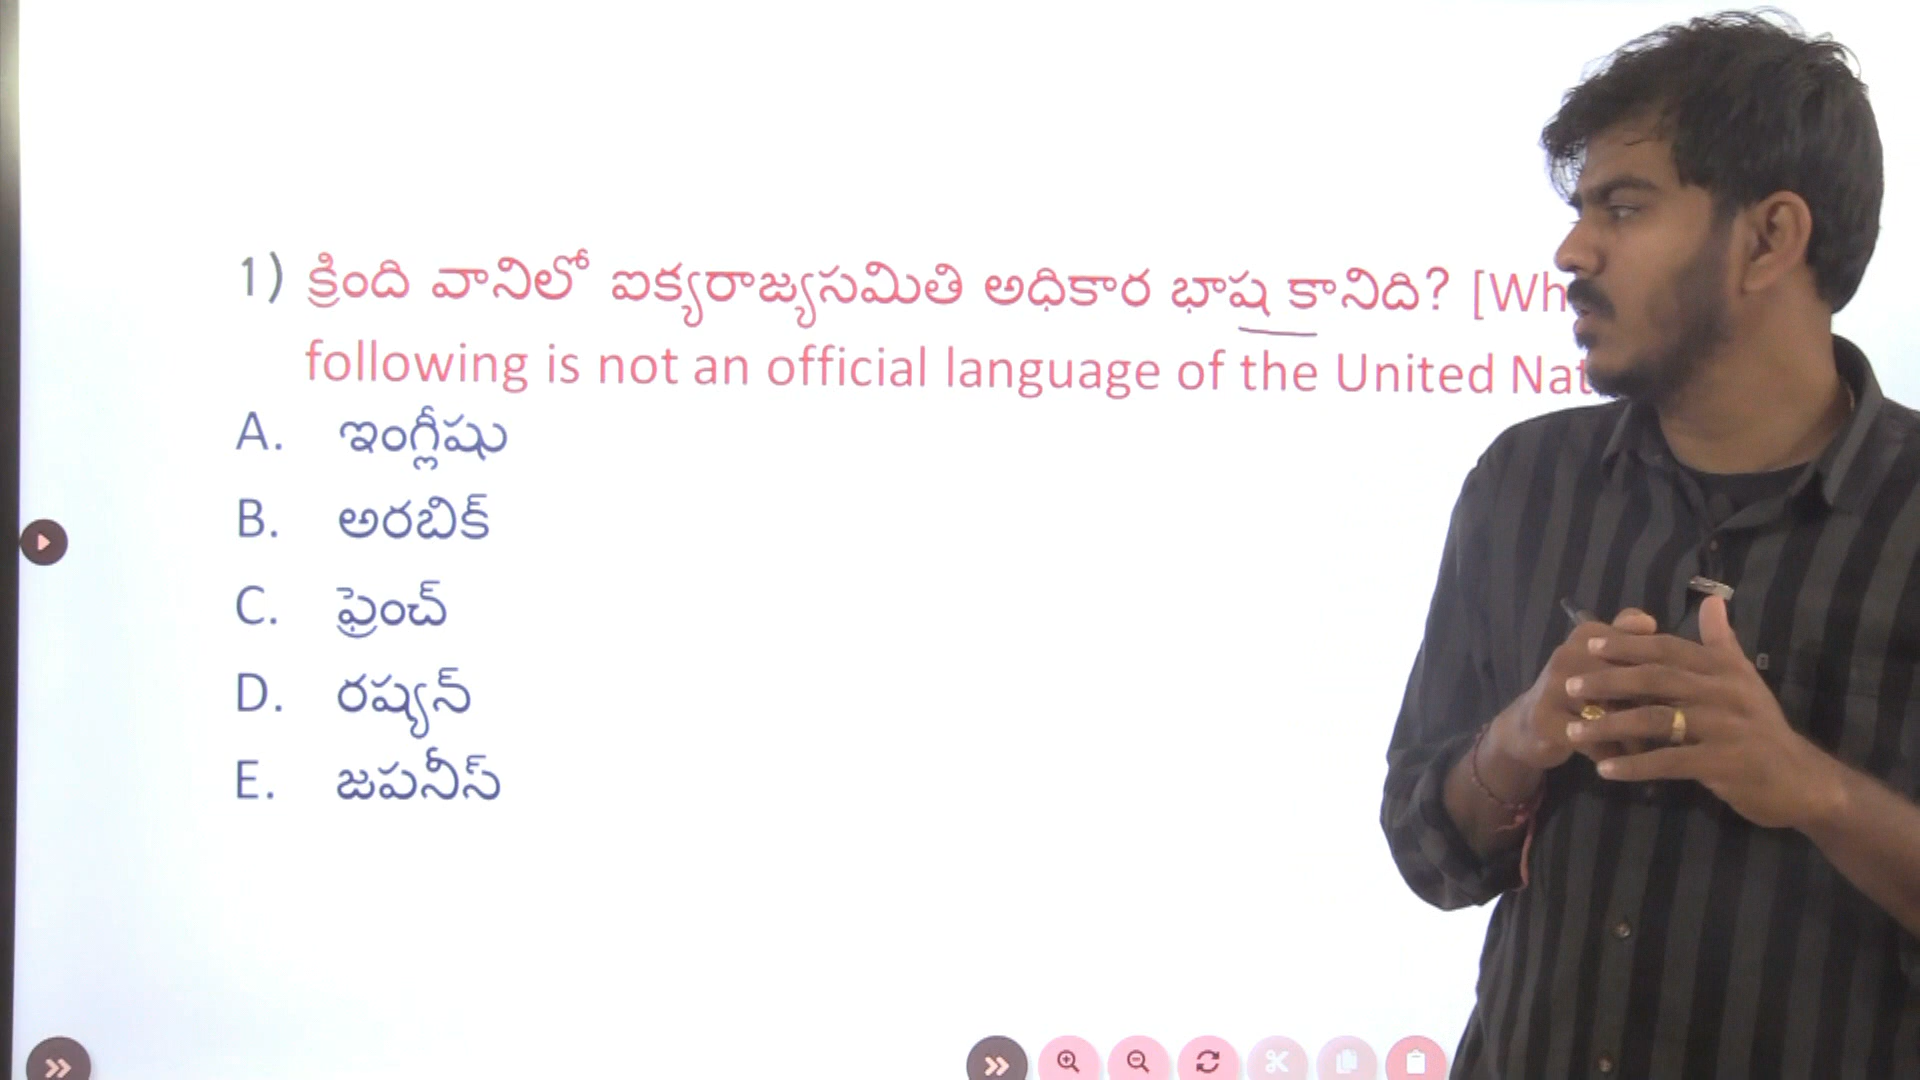 1) క్రింది వానిలో ఐక్యరాజ్యసమితి అధికార భాష కానిది? [Wh
following is not an official language of the United Nat
A. ఇంగ్లీషు
B. అరబిక్
C. ఫ్రెంచ్
D. రష్యన్
E. జపనీస్